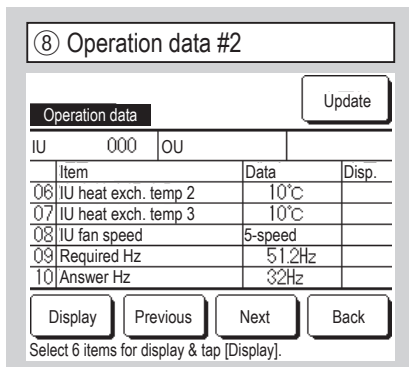 ⑧ Operation data #2
Update
Operation data
IU 000 OU
Item Data Disp.
06 IU heat exch. temp 2 10℃
07 IU heat exch. temp 3 10℃
08 IU fan speed 5-speed
09 Required Hz 51.2Hz
10 Answer Hz 32Hz
Display Previous Next Back
Select 6 items for display & tap [Display].